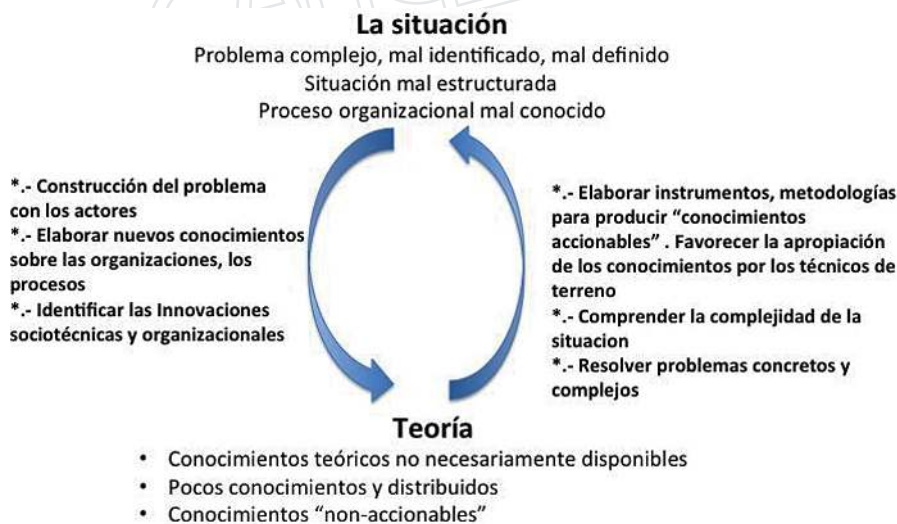 La situación
Problema complejo, mal identificado, mal definido
Situación mal estructurada
Proceso organizacional mal conocido
*.- Construcción del problema
con los actores
*.- Elaborar nuevos conocimientos
sobre las organizaciones, los
procesos
*.- Identificar las Innovaciones
sociotécnicas y organizacionales
*.- Elaborar instrumentos, metodologías
para producir “conocimientos
accionables” . Favorecer la apropiación
de los conocimientos por los técnicos de
terreno
*.- Comprender la complejidad de la
situacion
*.- Resolver problemas concretos y
complejos
Teoría
• Conocimientos teóricos no necesariamente disponibles
• Pocos conocimientos y distribuidos
• Conocimientos “non-accionables”